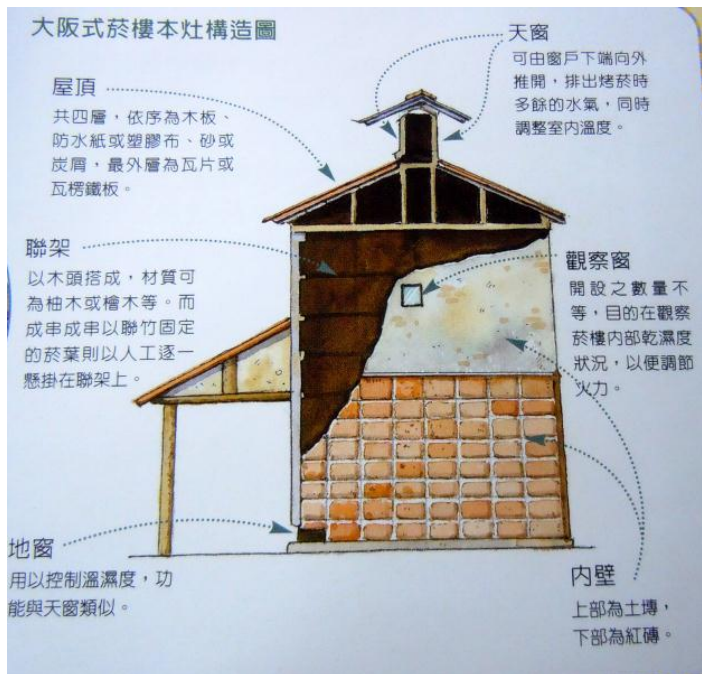 大阪式菸樓本灶構造圖
屋頂
共四層，依序為木板、
防水紙或塑膠布、砂或
炭屑，最外層為瓦片或
瓦楞鐵板。
天窗
可由窗戶下端向外
推開，排出烤菸時
多餘的水氣，同時
調整室內溫度。
聯架
以木頭搭成，材質可
為柚木或檜木等。而
成串成串以聯竹固定
的菸葉則以人工逐一
懸掛在聯架上。
觀察窗
開設之數量不
等，目的在觀察
菸樓內部乾濕度
狀況，以便調節
火力。
地窗
用以控制溫濕度，功
能與天窗類似。
內壁
上部為土塼，
下部為紅磚。